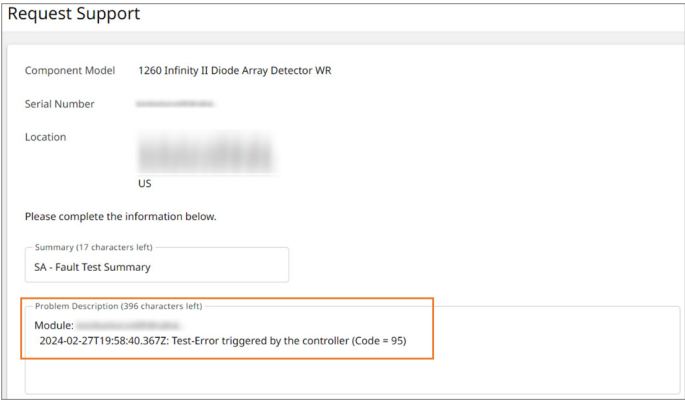 Request Support
Component Model 1260 Infinity II Diode Array Detector WR
Serial Number
Location
US
Please complete the information below.
Summary (17 characters left)
SA - Fault Test Summary
Problem Description (396 characters left)
Module:
2024-02-27T19:58:40.367Z: Test-Error triggered by the controller (Code = 95)